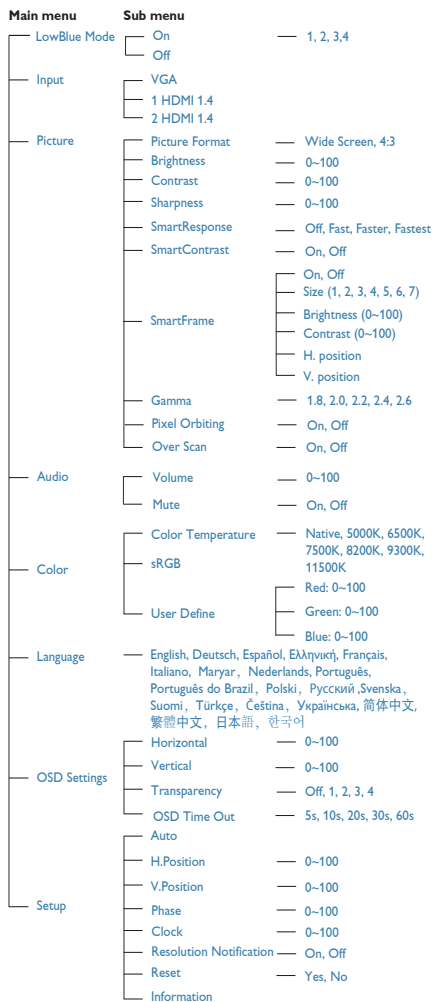 Main menu Sub menu
LowBlue Mode On 1, 2, 3,4
Off
Input VGA
1 HDMI 1.4
2 HDMI 1.4
Picture Picture Format Wide Screen, 4:3
Brightness 0~100
Contrast 0~100
Sharpness 0~100
SmartResponse Off, Fast, Faster, Fastest
SmartContrast On, Off
On, Off
Size (1, 2, 3, 4, 5, 6, 7)
Brightness (0~100)
SmartFrame
Contrast (0~100)
H. position
V. position
Gamma 1.8, 2.0, 2.2, 2.4, 2.6
Pixel Orbiting On, Off
Over Scan On, Off
Audio Volume 0~100
Mute On, Off
Color Temperature Native, 5000K, 6500K,
7500K, 8200K, 9300K,
11500K
Color sRGB
Red: 0~100
User Define Green: 0~100
Blue: 0~100
Language English, Deutsch, Español, Ελληνική, Français,
Italiano, Maryar, Nederlands, Português,
Português do Brazil, Polski, Русский ,Svenska,
Suomi, Türkçe, Čeština, Українська, 简体中文,
繁體中文, 日本語, 한국어
Horizontal 0~100
Vertical 0~100
OSD Settings
Transparency Off, 1, 2, 3, 4
OSD Time Out 5s, 10s, 20s, 30s, 60s
Auto
H.Position 0~100
V.Position 0~100
Setup Phase 0~100
Clock 0~100
Resolution Notification On, Off
Reset Yes, No
Information